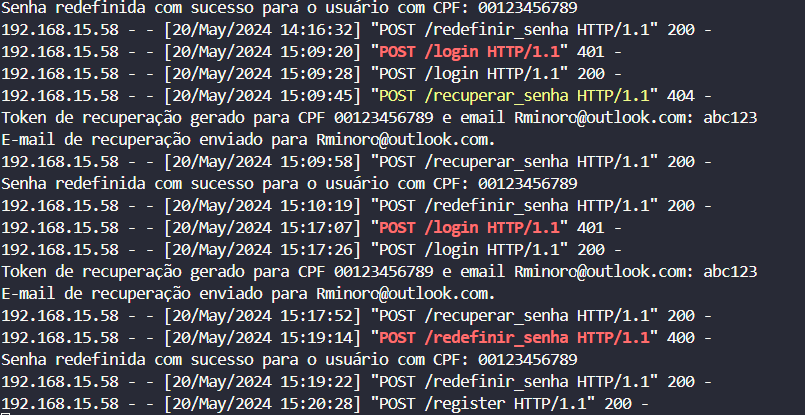 Senha redefinida com sucesso para o usuário com CPF: 00123456789
192.168.15.58 - - [20/May/2024 14:16:32] "POST /redefinir_senha HTTP/1.1" 200 -
192.168.15.58 - - [20/May/2024 15:09:20] "POST /login HTTP/1.1" 401 -
192.168.15.58 - - [20/May/2024 15:09:28] "POST /login HTTP/1.1" 200 -
192.168.15.58 - - [20/May/2024 15:09:45] "POST /recuperar_senha HTTP/1.1" 404 -
Token de recuperação gerado para CPF 00123456789 e email Rminoro@outlook.com: abc123
E-mail de recuperação enviado para Rminoro@outlook.com.
192.168.15.58 - - [20/May/2024 15:09:58] "POST /recuperar_senha HTTP/1.1" 200 -
Senha redefinida com sucesso para o usuário com CPF: 00123456789
192.168.15.58 - - [20/May/2024 15:10:19] "POST /redefinir_senha HTTP/1.1" 200 -
192.168.15.58 - - [20/May/2024 15:17:07] "POST /login HTTP/1.1" 401 -
192.168.15.58 - - [20/May/2024 15:17:26] "POST /login HTTP/1.1" 200 -
Token de recuperação gerado para CPF 00123456789 e email Rminoro@outlook.com: abc123
E-mail de recuperação enviado para Rminoro@outlook.com.
192.168.15.58 - - [20/May/2024 15:17:52] "POST /recuperar_senha HTTP/1.1" 200 -
192.168.15.58 - - [20/May/2024 15:19:14] "POST /redefinir_senha HTTP/1.1" 400 -
Senha redefinida com sucesso para o usuário com CPF: 00123456789
192.168.15.58 - - [20/May/2024 15:19:22] "POST /redefinir_senha HTTP/1.1" 200 -
192.168.15.58 - - [20/May/2024 15:20:28] "POST /register HTTP/1.1" 200 -